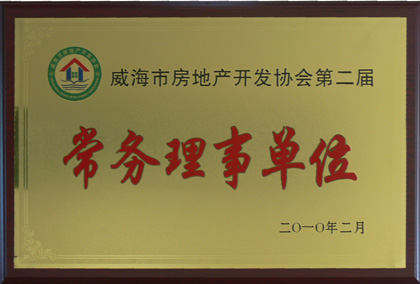 威海市房地产开发协会第二届
常务理事单位
二〇一〇年二月